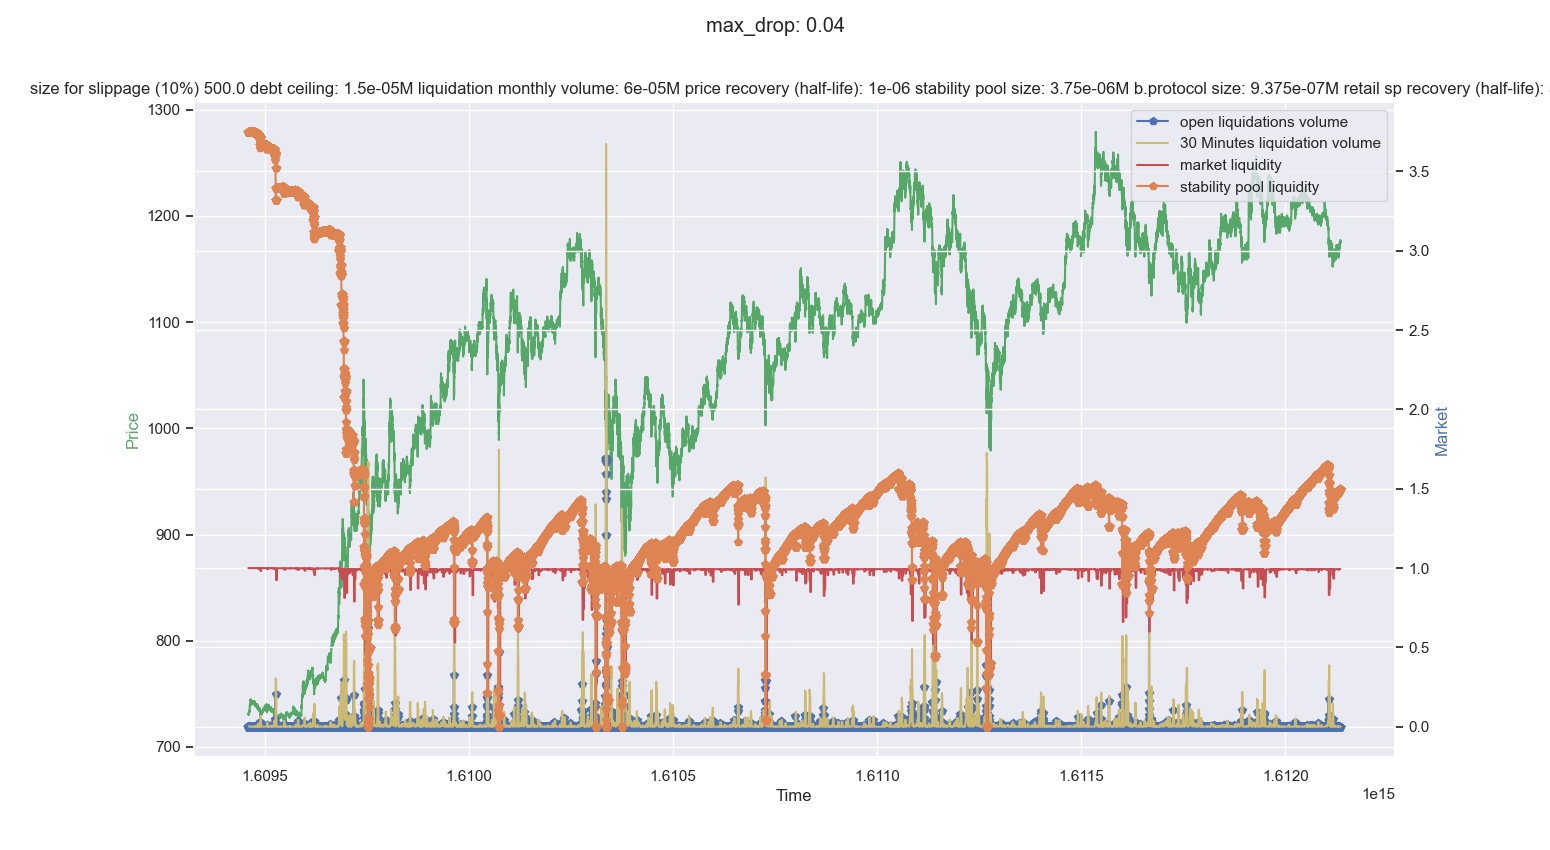 max_drop: 0.04
size for slippage (10%) 500.0 debt ceiling: 1.5e-05M liquidation monthly volume: 6e-05M price recovery (half-life): 1e-06 stability pool size: 3.75e-06M b.protocol size: 9.375e-07M retail sp recovery (half-life):
open liquidations volume
30 Minutes liquidation volume
market liquidity
stability pool liquidity
1300
1200
1100
1000
900
800
700
Price
3.5
3.0
2.5
2.0
1.5
1.0
0.5
0.0
Market
1.6095 1.6100 1.6105 1.6110 1.6115 1.6120
1e15
Time